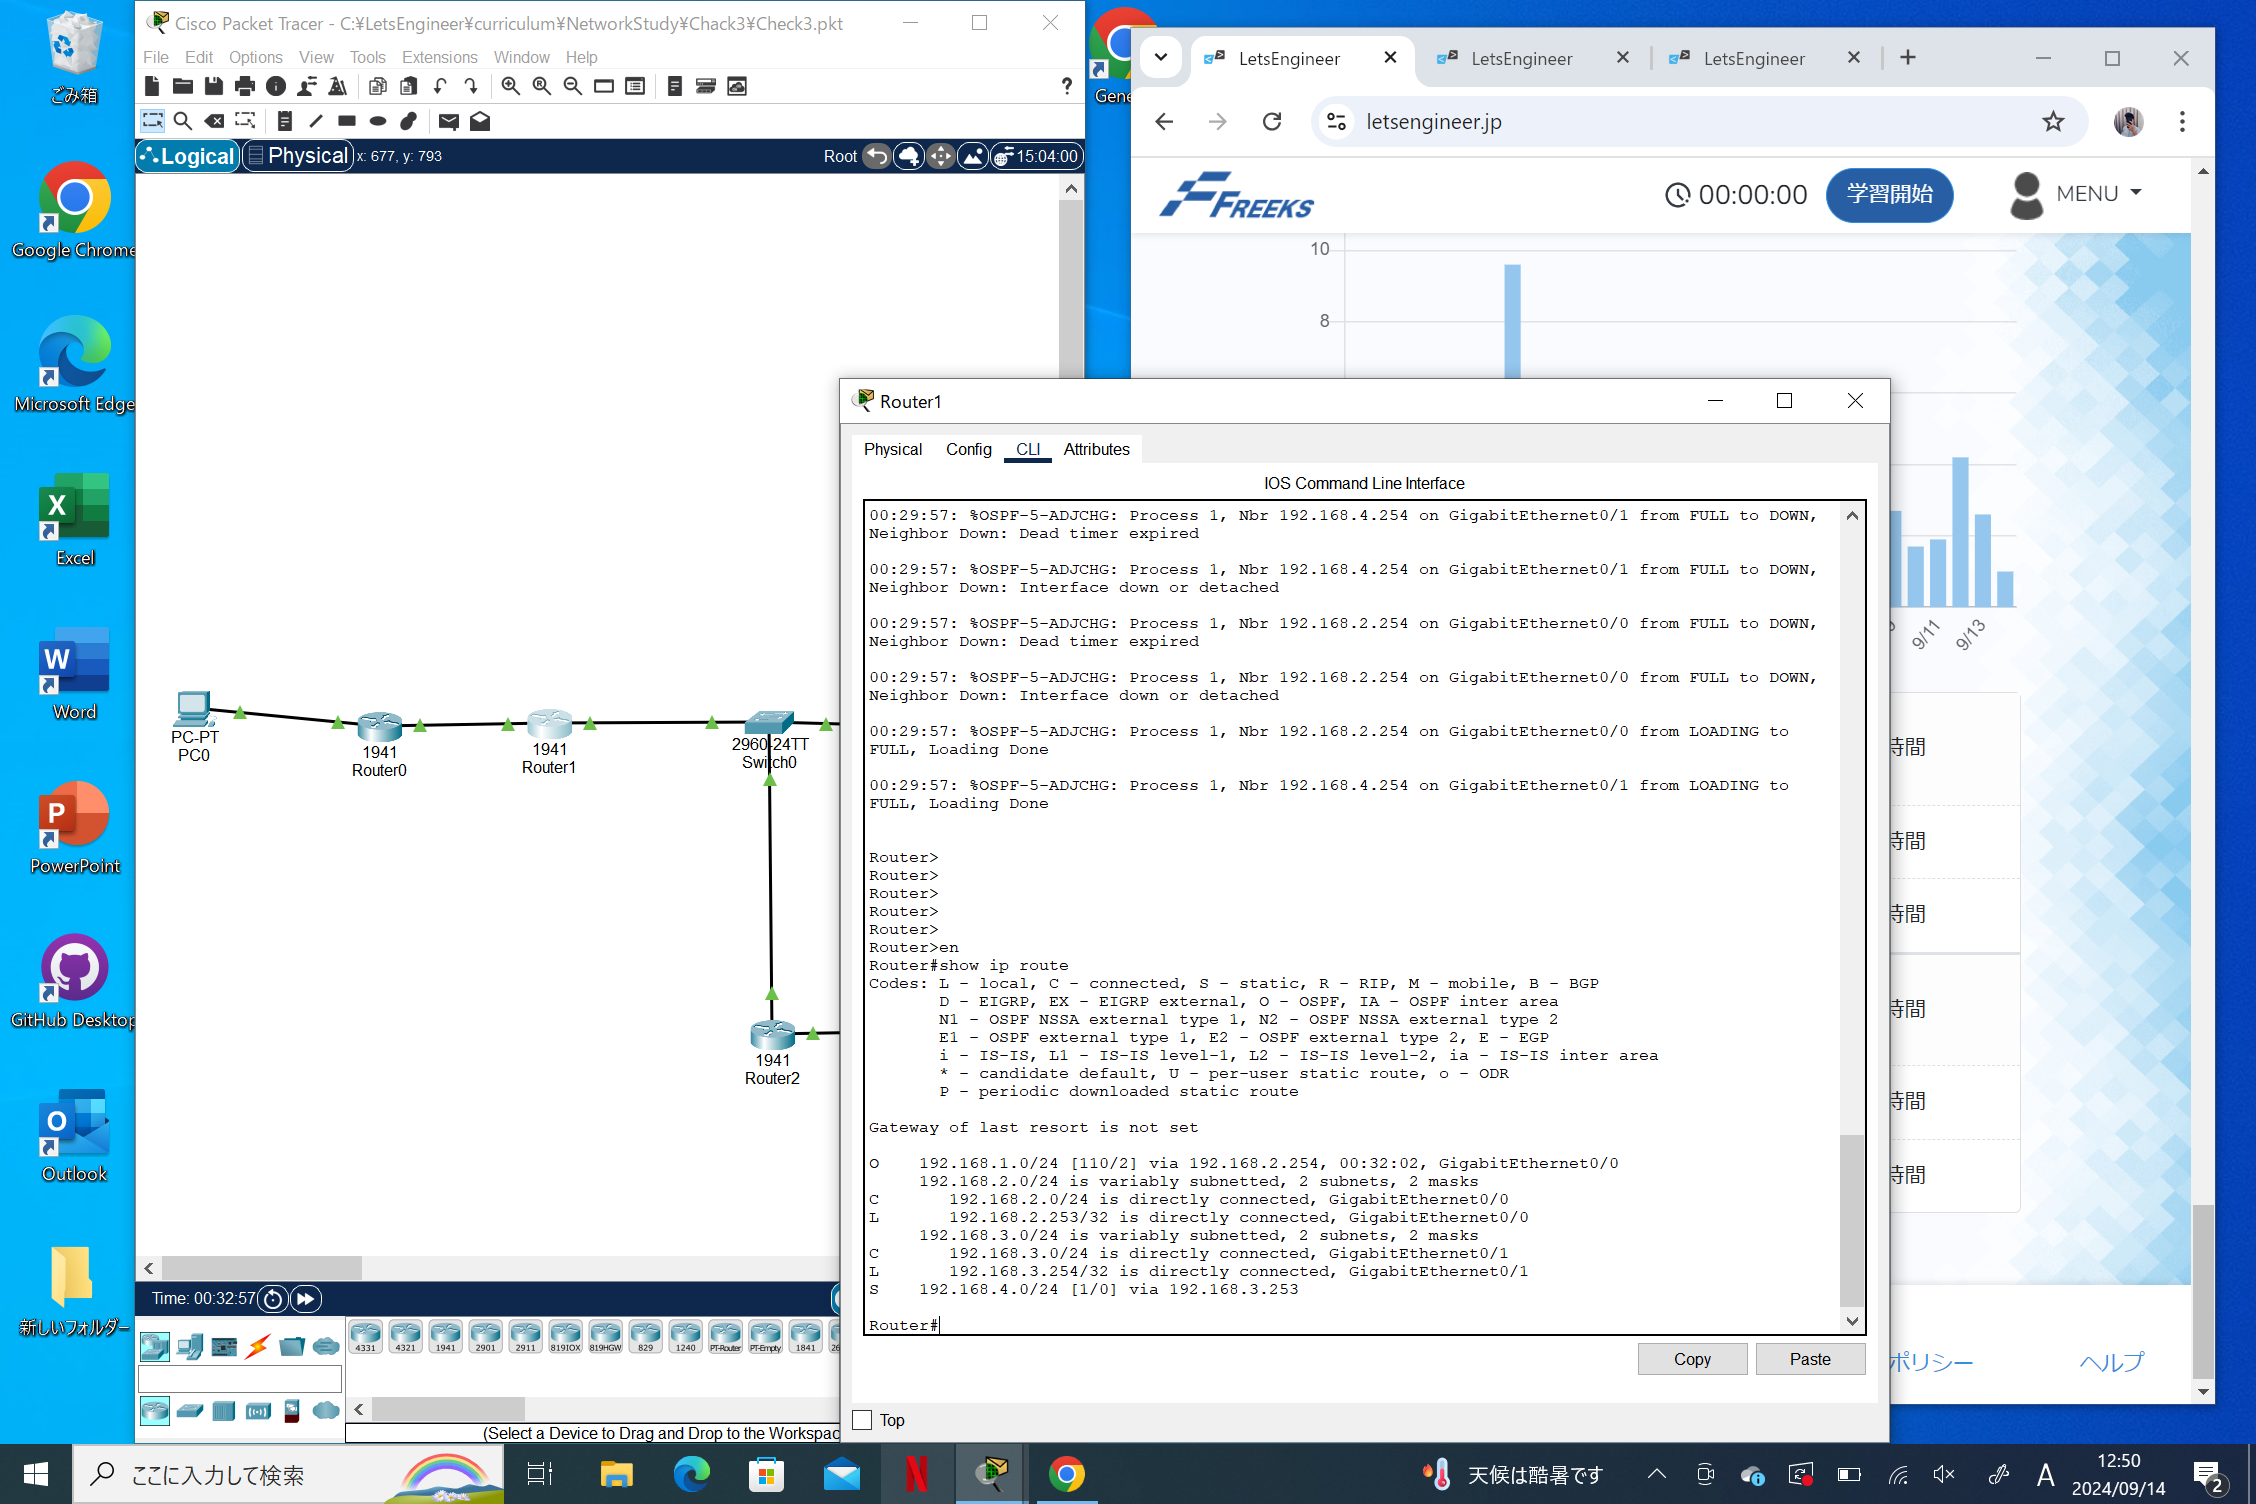 ごみ箱
Google Chrome
Microsoft Edge
Excel
Word
PowerPoint
GitHub Desktop
Outlook
新しいフォルダー
Cisco Packet Tracer - C:¥LetsEngineer¥curriculum¥NetworkStudy¥Chack3¥Check3.pkt
File Edit Options View Tools Extensions Window Help
Logical Physical x: 677, y: 793 Root 15:04:00
PC-PT
PC0
1941
Router0
1941
Router1
2960-24TT
Switch0
1941
Router2
Time: 00:32:57
4331 4321 1941 2901 2911 819IOX 819HGW 829 1240 PT-Router PT-Empty 1841
(Select a Device to Drag and Drop to the Workspac
LetsEngineer LetsEngineer LetsEngineer
letsengineer.jp
FREEKS
00:00:00 学習開始 MENU
10
8
9/11 9/13
時間
時間
時間
時間
時間
時間
ポリシー ヘルプ
Router1
Physical Config CLI Attributes
IOS Command Line Interface
00:29:57: %OSPF-5-ADJCHG: Process 1, Nbr 192.168.4.254 on GigabitEthernet0/1 from FULL to DOWN,
Neighbor Down: Dead timer expired
00:29:57: %OSPF-5-ADJCHG: Process 1, Nbr 192.168.4.254 on GigabitEthernet0/1 from FULL to DOWN,
Neighbor Down: Interface down or detached
00:29:57: %OSPF-5-ADJCHG: Process 1, Nbr 192.168.2.254 on GigabitEthernet0/0 from FULL to DOWN,
Neighbor Down: Dead timer expired
00:29:57: %OSPF-5-ADJCHG: Process 1, Nbr 192.168.2.254 on GigabitEthernet0/0 from FULL to DOWN,
Neighbor Down: Interface down or detached
00:29:57: %OSPF-5-ADJCHG: Process 1, Nbr 192.168.2.254 on GigabitEthernet0/0 from LOADING to
FULL, Loading Done
00:29:57: %OSPF-5-ADJCHG: Process 1, Nbr 192.168.4.254 on GigabitEthernet0/1 from LOADING to
FULL, Loading Done
Router>
Router>
Router>
Router>
Router>
Router>en
Router#show ip route
Codes: L - local, C - connected, S - static, R - RIP, M - mobile, B - BGP
D - EIGRP, EX - EIGRP external, O - OSPF, IA - OSPF inter area
N1 - OSPF NSSA external type 1, N2 - OSPF NSSA external type 2
E1 - OSPF external type 1, E2 - OSPF external type 2, E - EGP
i - IS-IS, L1 - IS-IS level-1, L2 - IS-IS level-2, ia - IS-IS inter area
* - candidate default, U - per-user static route, o - ODR
P - periodic downloaded static route
Gateway of last resort is not set
O 192.168.1.0/24 [110/2] via 192.168.2.254, 00:32:02, GigabitEthernet0/0
192.168.2.0/24 is variably subnetted, 2 subnets, 2 masks
C 192.168.2.0/24 is directly connected, GigabitEthernet0/0
L 192.168.2.253/32 is directly connected, GigabitEthernet0/0
192.168.3.0/24 is variably subnetted, 2 subnets, 2 masks
C 192.168.3.0/24 is directly connected, GigabitEthernet0/1
L 192.168.3.254/32 is directly connected, GigabitEthernet0/1
S 192.168.4.0/24 [1/0] via 192.168.3.253
Router#
Copy Paste
Top
ここに入力して検索
天候は酷暑です
A
12:50
2024/09/14
2